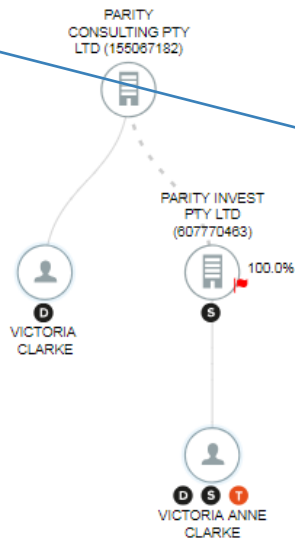 PARITY
CONSULTING PTY
LTD (155067182)
PARITY INVEST
PTY LTD
(607770463)
100.0%
D
VICTORIA
CLARKE
S
D S T
VICTORIA ANNE
CLARKE